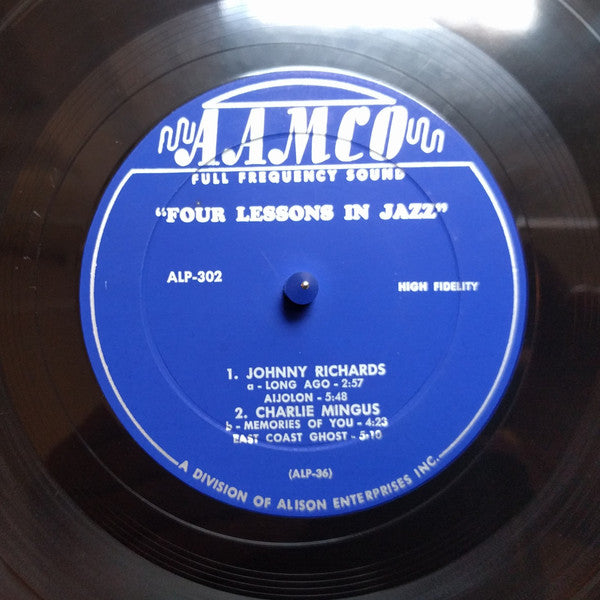 AAMCO
FULL FREQUENCY SOUND
"FOUR LESSONS IN JAZZ"
ALP-302
HIGH FIDELITY
1. JOHNNY RICHARDS
a - LONG AGO - 2:57
AIJOLON - 5:48
2. CHARLIE MINGUS
b - MEMORIES OF YOU - 4:23
EAST COAST GHOST - 5:10
(ALP-36)
A DIVISION OF ALISON ENTERPRISES INC.